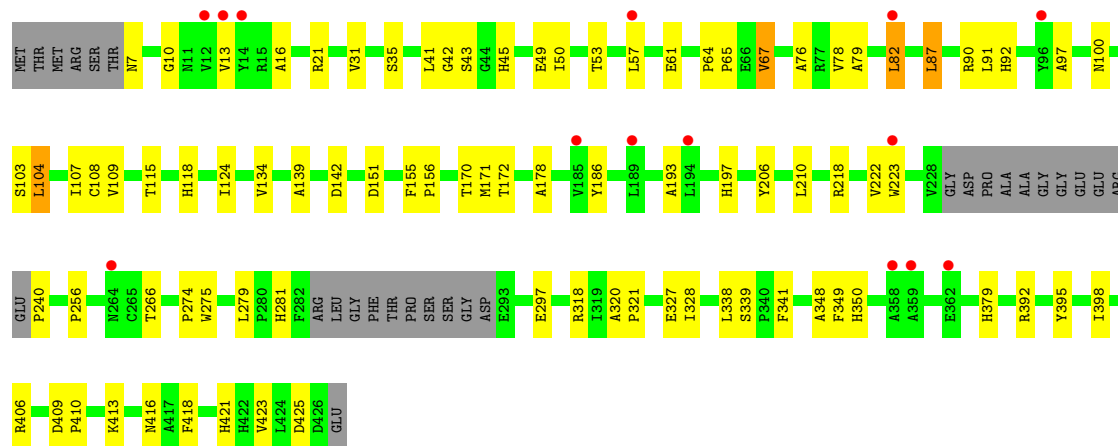 MET THR MET ARG SER THR N7 G10 N11 V12 V13 Y14 R15 A16 R21 V31 S35 L41 G42 S43 G44 H45 E49 I50 T53 L57 E61 P64 P65 E66 V67 A76 R77 V78 A79 L82 L87 R90 L91 H92 Y96 A97 N100
S103 L104 I107 C108 V109 T115 H118 I124 V134 A139 D142 D151 F155 P156 T170 M171 T172 A178 V185 Y186 L189 A193 L194 H197 Y206 L210 R218 V222 W223 V228 GLY ASP PRO ALA ALA GLY GLY GLU GLU ARG
GLU P240 P256 N264 C265 T266 P274 W275 L279 P280 H281 F282 ARG LEU GLY PHE THR PRO SER SER GLY ASP E293 E297 R318 I319 A320 P321 E327 I328 L338 S339 P340 F341 A348 F349 H350 A358 A359 E362 H379 R392 Y395 I398
R406 D409 P410 K413 N416 A417 F418 H421 H422 V423 L424 D425 D426 GLU